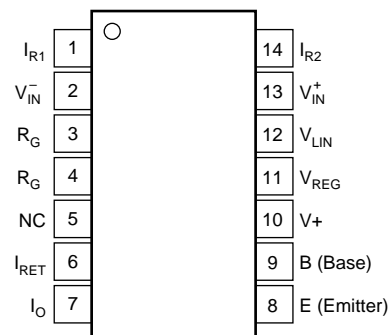 I_R1 1 14 I_R2
V_IN^- 2 13 V_IN^+
R_G 3 12 V_LIN
R_G 4 11 V_REG
NC 5 10 V+
I_RET 6 9 B (Base)
I_O 7 8 E (Emitter)